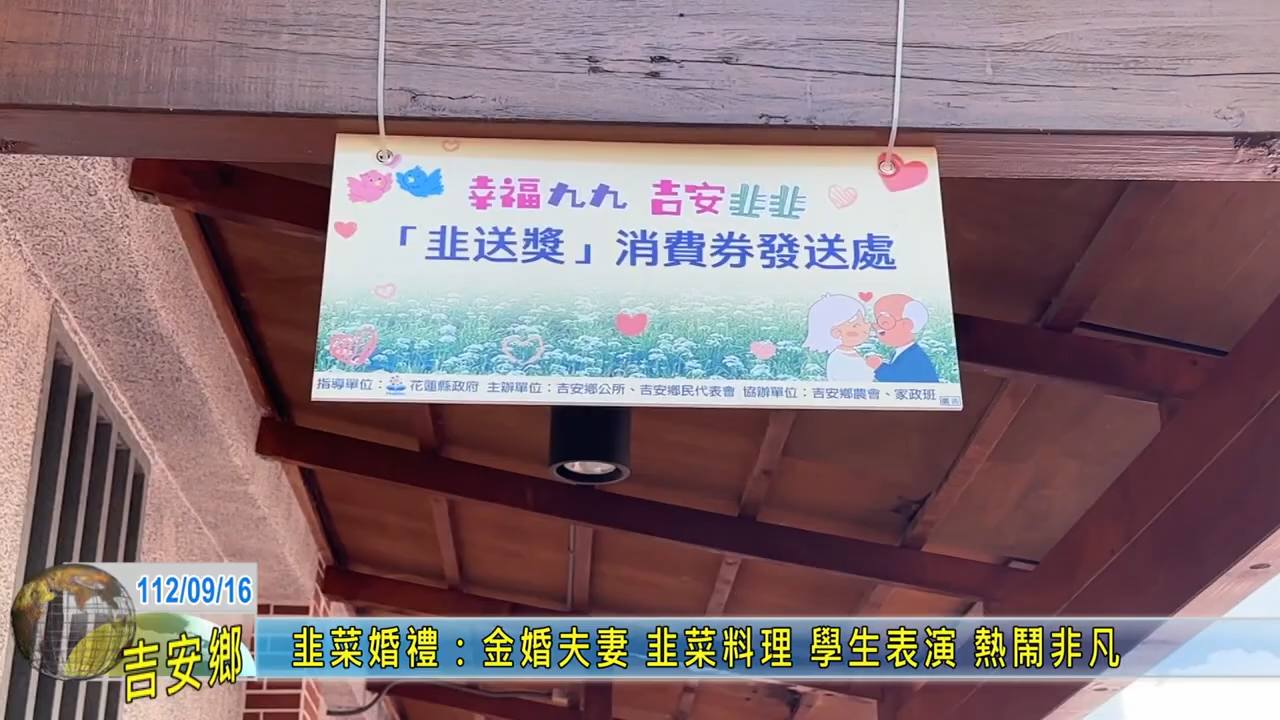 幸福九九 吉安韭韭
「韭送獎」消費券發送處
指導單位：花蓮縣政府 主辦單位：吉安鄉公所、吉安鄉民代表會 協辦單位：吉安鄉農會、家政班
112/09/16
吉安鄉
韭菜婚禮：金婚夫妻 韭菜料理 學生表演 熱鬧非凡